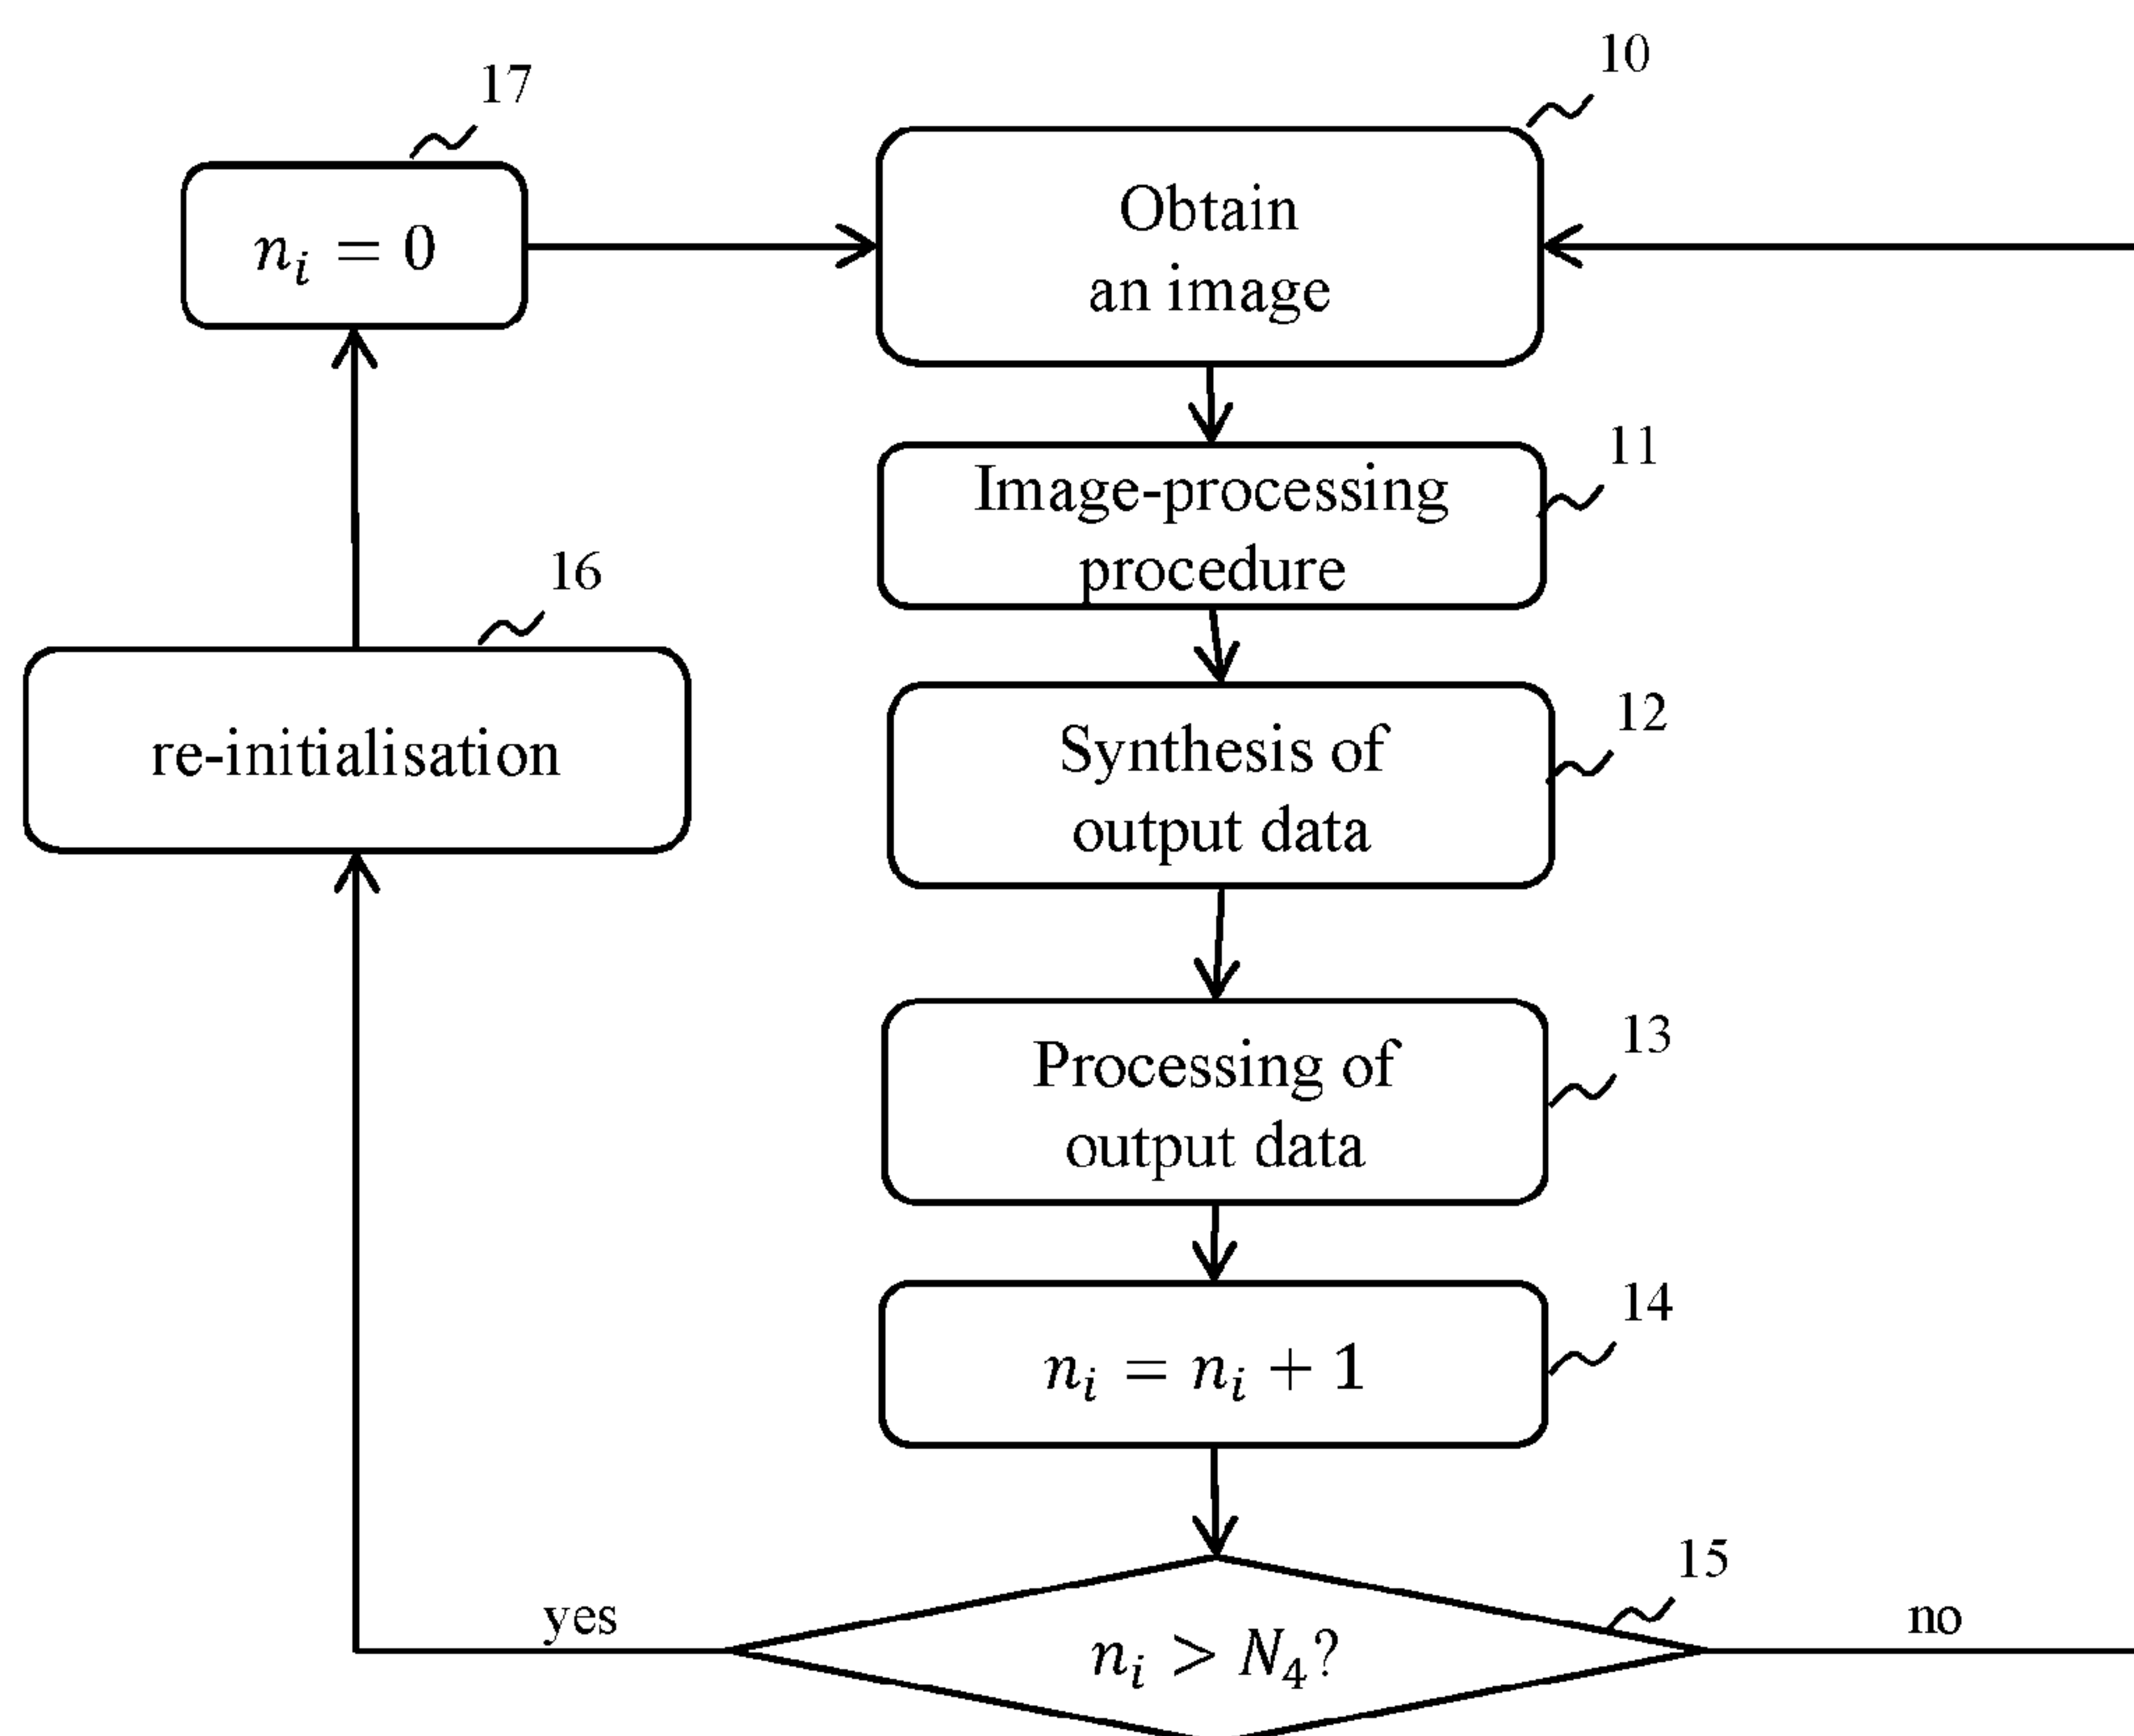 10
17
Obtain
an image
n_i = 0
11
Image-processing
procedure
16
12
re-initialisation
Synthesis of
output data
13
Processing of
output data
14
n_i = n_i + 1
15
yes
no
n_i > N_4?